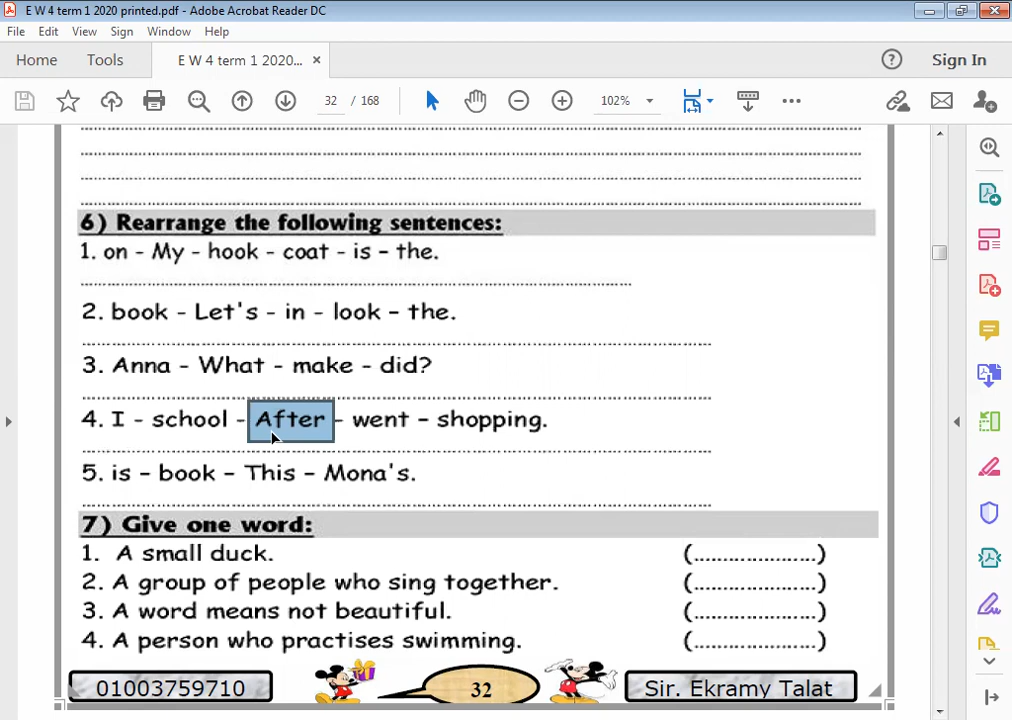 E W 4 term 1 2020 printed.pdf - Adobe Acrobat Reader DC
File Edit View Sign Window Help
Home Tools E W 4 term 1 2020... × Sign In
32 / 168 102%
6) Rearrange the following sentences:
1. on - My - hook - coat - is – the.
2. book - Let's - in - look – the.
3. Anna - What - make - did?
4. I - school - After - went – shopping.
5. is – book – This – Mona's.
7) Give one word:
1. A small duck. (.....................)
2. A group of people who sing together. (.....................)
3. A word means not beautiful. (.....................)
4. A person who practises swimming. (.....................)
01003759710 32 Sir. Ekramy Talat